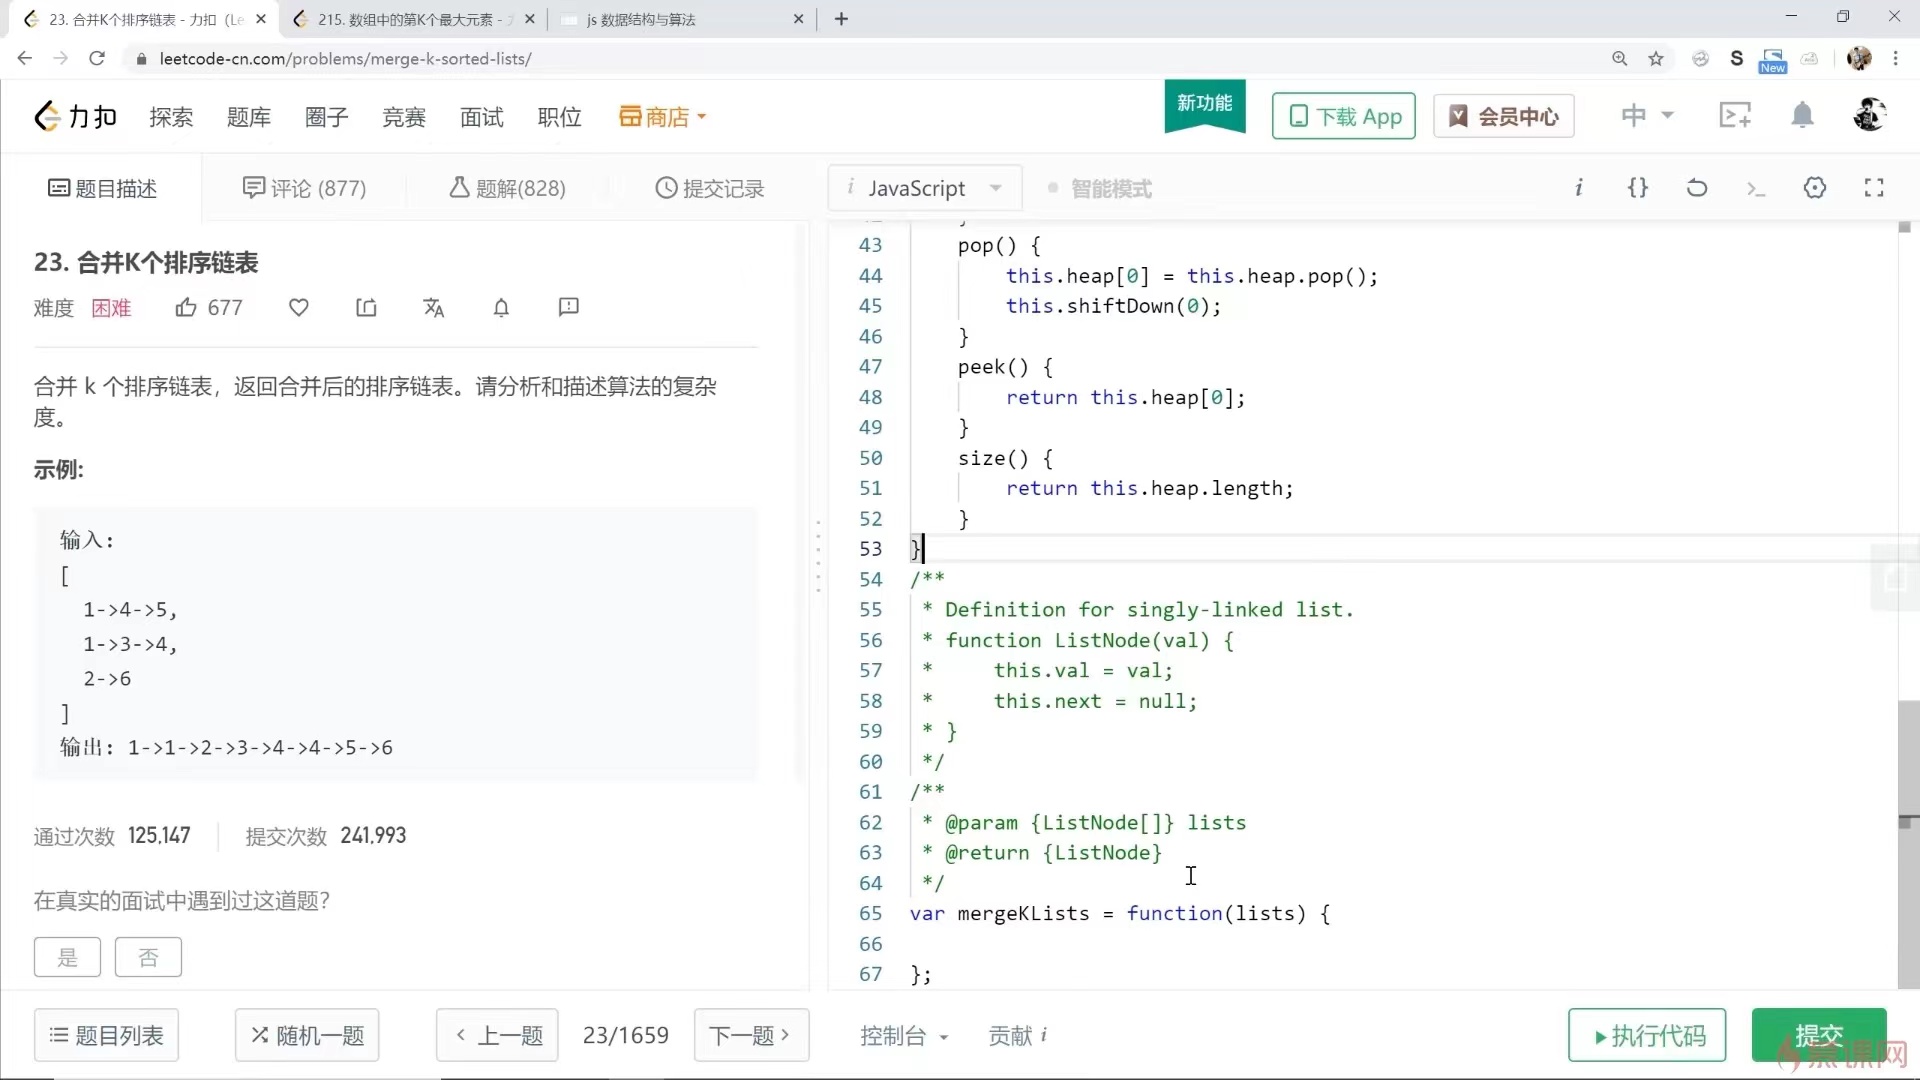 23. 合并K个排序链表 - 力扣 (Le
215. 数组中的第K个最大元素 -
js 数据结构与算法
leetcode-cn.com/problems/merge-k-sorted-lists/
S
New
力扣 探索 题库 圈子 竞赛 面试 职位 商店
新功能
下载 App
会员中心
中
题目描述
评论 (877)
题解(828)
提交记录
i JavaScript
智能模式
23. 合并K个排序链表
难度 困难 677
合并 k 个排序链表，返回合并后的排序链表。请分析和描述算法的复杂
度。
示例:
输入:
[
1->4->5,
1->3->4,
2->6
]
输出: 1->1->2->3->4->4->5->6
通过次数 125,147 提交次数 241,993
在真实的面试中遇到过这道题?
是 否
43 pop() {
44 this.heap[0] = this.heap.pop();
45 this.shiftDown(0);
46 }
47 peek() {
48 return this.heap[0];
49 }
50 size() {
51 return this.heap.length;
52 }
53 }
54 /**
55 * Definition for singly-linked list.
56 * function ListNode(val) {
57 * this.val = val;
58 * this.next = null;
59 * }
60 */
61 /**
62 * @param {ListNode[]} lists
63 * @return {ListNode}
64 */
65 var mergeKLists = function(lists) {
66
67 };
题目列表
随机一题
上一题
23/1659
下一题
控制台
贡献 i
执行代码
提交
慕课网